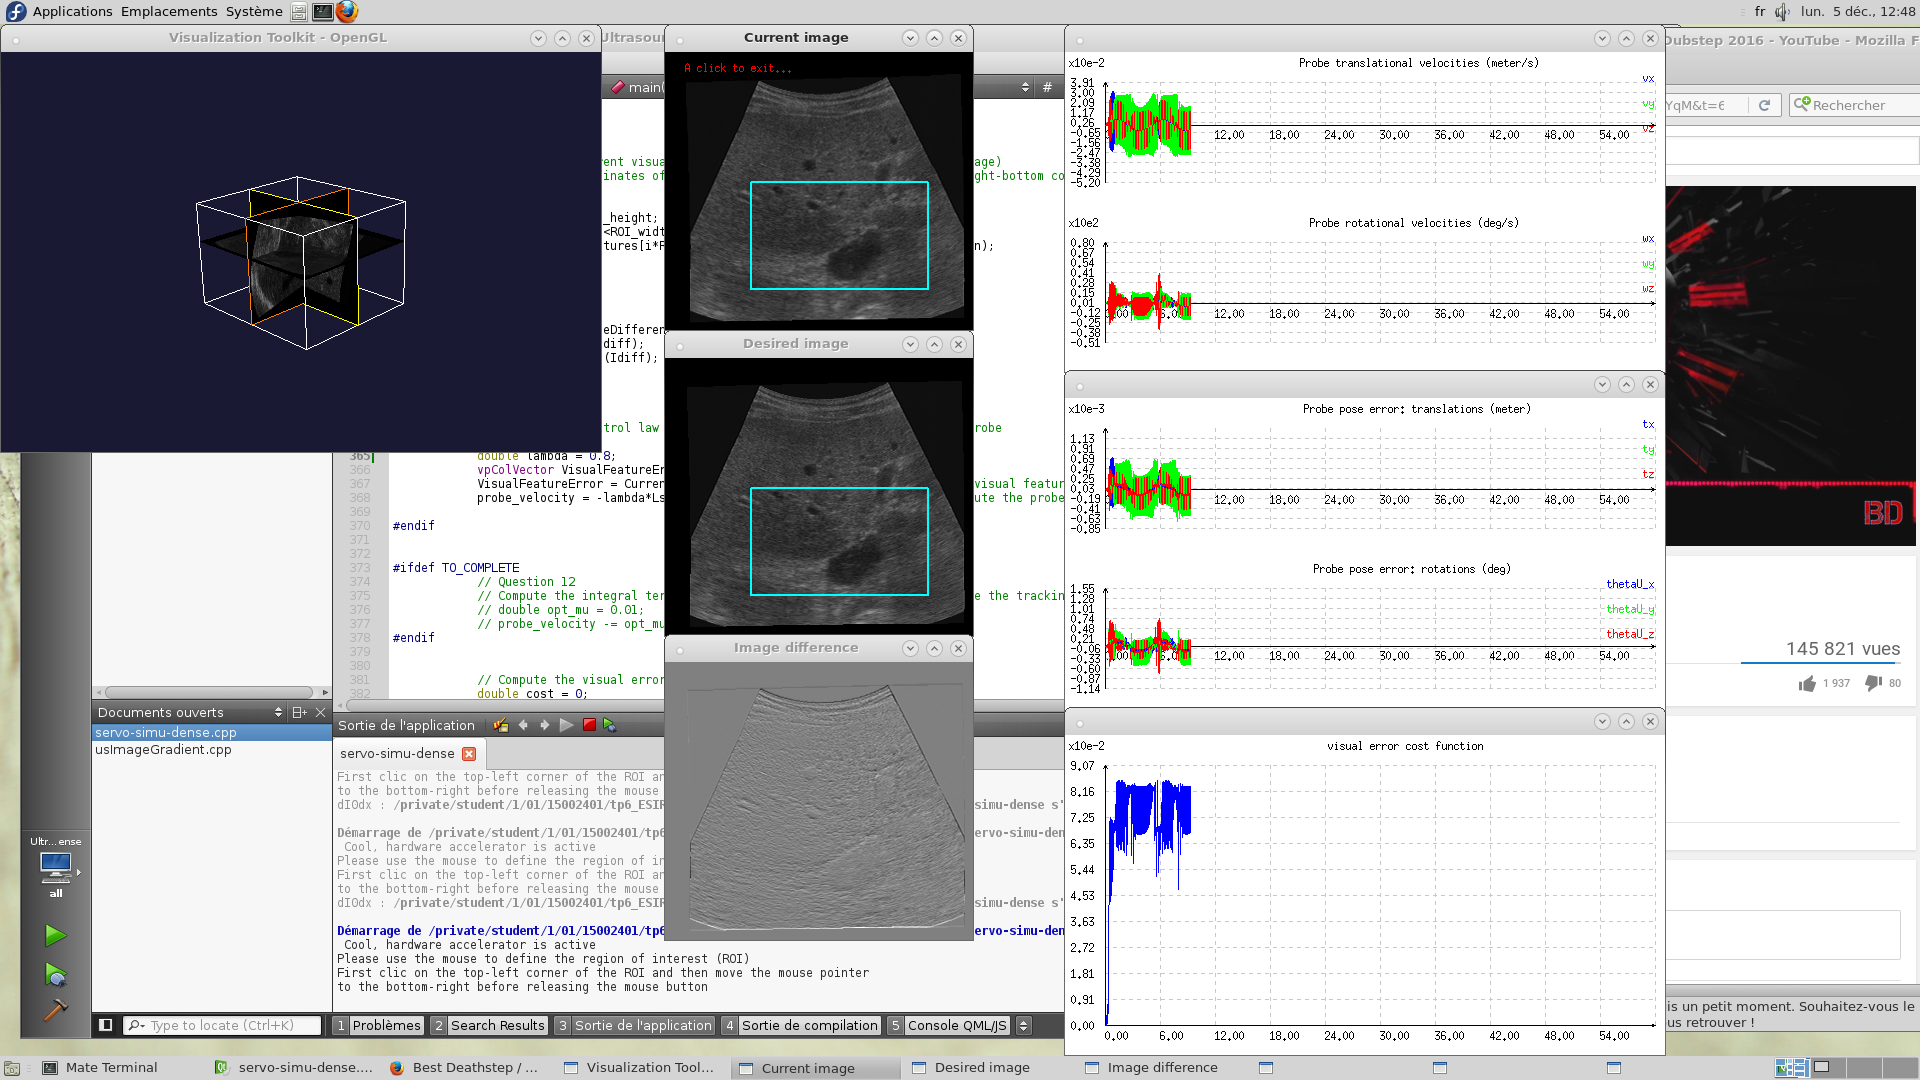 Applications Emplacements Système
fr lun. 5 déc., 12:48
Visualization Toolkit - OpenGL
Ultrasou
Dubstep 2016 - YouTube - Mozilla F
main(
#
YqM&t=6
Rechercher
Current image
A click to exit...
ent visua
age)
inates of
ght-bottom co
_height;
<ROI_widt
tures[i*F
n);
eDifferen
diff);
(Idiff);
trol law
obe
365 double lambda = 0.8;
366 vpColVector VisualFeatureEr
367 VisualFeatureError = Curren
visual featur
368 probe_velocity = -lambda*Ls
ute the probe
369
370 #endif
371
372
373 #ifdef TO_COMPLETE
374 // Question 12
375 // Compute the integral ter
e the trackin
376 // double opt_mu = 0.01;
377 // probe_velocity -= opt_mu
378 #endif
379
380
381 // Compute the visual error
382 double cost = 0;
Desired image
Image difference
Probe translational velocities (meter/s)
x10e-2
3.91
3.00
2.09
1.17
0.26
-0.65
-1.56
-2.47
-3.38
-4.29
-5.20
12.00 18.00 24.00 30.00 36.00 42.00 48.00 54.00
vx
vy
vz
Probe rotational velocities (deg/s)
x10e2
0.80
0.67
0.54
0.41
0.28
0.15
0.01
-0.12
-0.25
-0.38
-0.51
12.00 18.00 24.00 30.00 36.00 42.00 48.00 54.00
wx
wy
wz
Probe pose error: translations (meter)
x10e-3
1.13
0.91
0.69
0.47
0.25
0.03
-0.19
-0.41
-0.63
-0.85
12.00 18.00 24.00 30.00 36.00 42.00 48.00 54.00
tx
ty
tz
Probe pose error: rotations (deg)
1.55
1.28
1.01
0.74
0.48
0.21
-0.06
-0.33
-0.60
-0.87
-1.14
12.00 18.00 24.00 30.00 36.00 42.00 48.00 54.00
thetaU_x
thetaU_y
thetaU_z
visual error cost function
x10e-2
9.07
8.16
7.25
6.35
5.44
4.53
3.63
2.72
1.81
0.91
0.00
0.00 6.00 12.00 18.00 24.00 30.00 36.00 42.00 48.00 54.00
BD
145 821 vues
1 937 80
is un petit moment. Souhaitez-vous le
us retrouver !
Documents ouverts
servo-simu-dense.cpp
usImageGradient.cpp
Ultr...ense
all
Sortie de l'application
servo-simu-dense
First clic on the top-left corner of the ROI an
to the bottom-right before releasing the mouse
dIOdx : /private/student/1/01/15002401/tp6_ESIR
simu-dense s'
Démarrage de /private/student/1/01/15002401/tp6
ervo-simu-den
Cool, hardware accelerator is active
Please use the mouse to define the region of in
First clic on the top-left corner of the ROI an
to the bottom-right before releasing the mouse
dIOdx : /private/student/1/01/15002401/tp6_ESIR
simu-dense s'
Démarrage de /private/student/1/01/15002401/tp6
ervo-simu-den
Cool, hardware accelerator is active
Please use the mouse to define the region of interest (ROI)
First clic on the top-left corner of the ROI and then move the mouse pointer
to the bottom-right before releasing the mouse button
Type to locate (Ctrl+K)
1 Problèmes 2 Search Results 3 Sortie de l'application 4 Sortie de compilation 5 Console QML/JS
Mate Terminal servo-simu-dense.... Best Deathstep / ... Visualization Tool... Current image Desired image Image difference